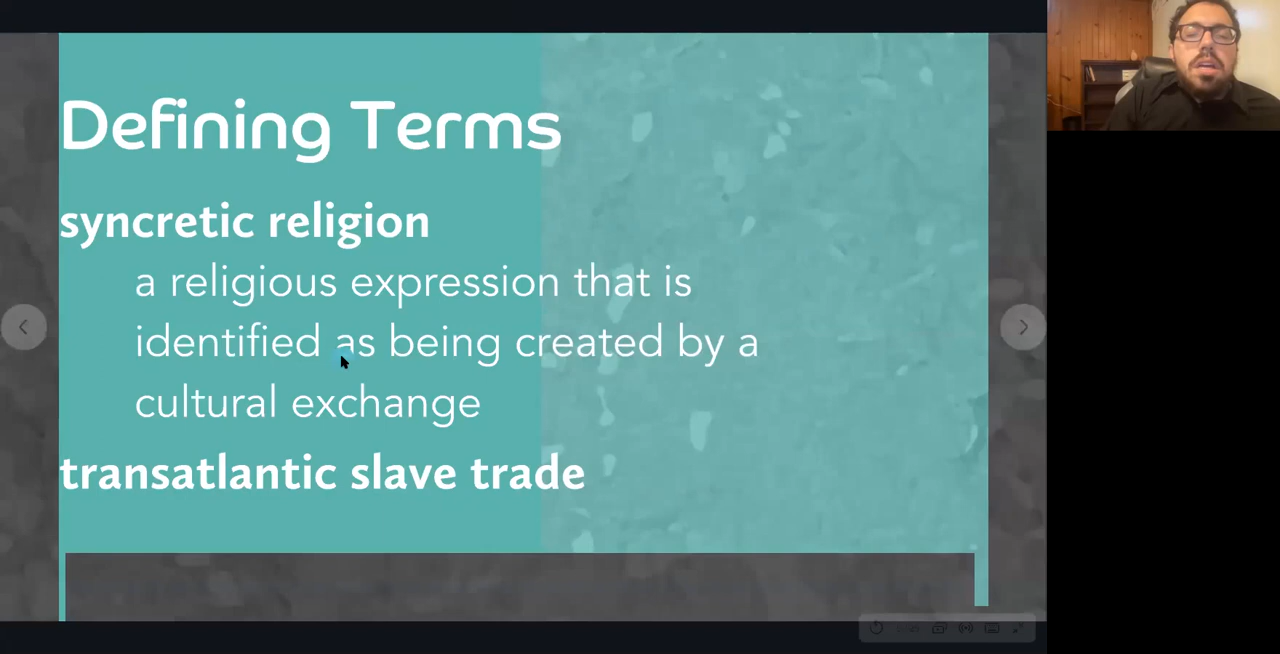 Defining Terms
syncretic religion
a religious expression that is
identified as being created by a
cultural exchange
transatlantic slave trade